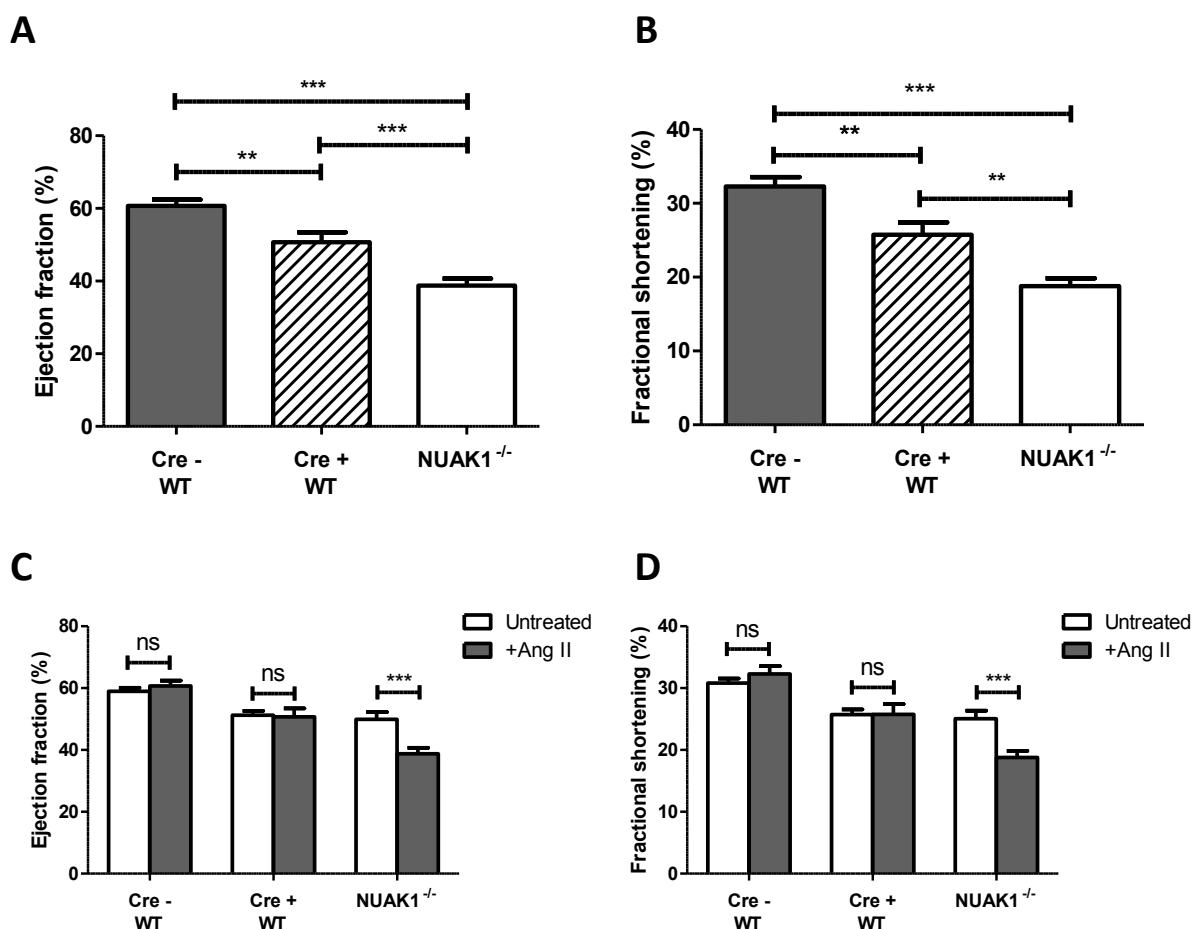 A
***
***
**
Ejection fraction (%)
80
60
40
20
0
Cre -
WT
Cre +
WT
NUAK1-/-
B
***
**
**
Fractional shortening (%)
40
30
20
10
0
Cre -
WT
Cre +
WT
NUAK1-/-
C
Untreated
+Ang II
ns
ns
***
Ejection fraction (%)
80
60
40
20
0
Cre -
WT
Cre +
WT
NUAK1-/-
D
Untreated
+Ang II
ns
ns
***
Fractional shortening (%)
40
30
20
10
0
Cre -
WT
Cre +
WT
NUAK1-/-